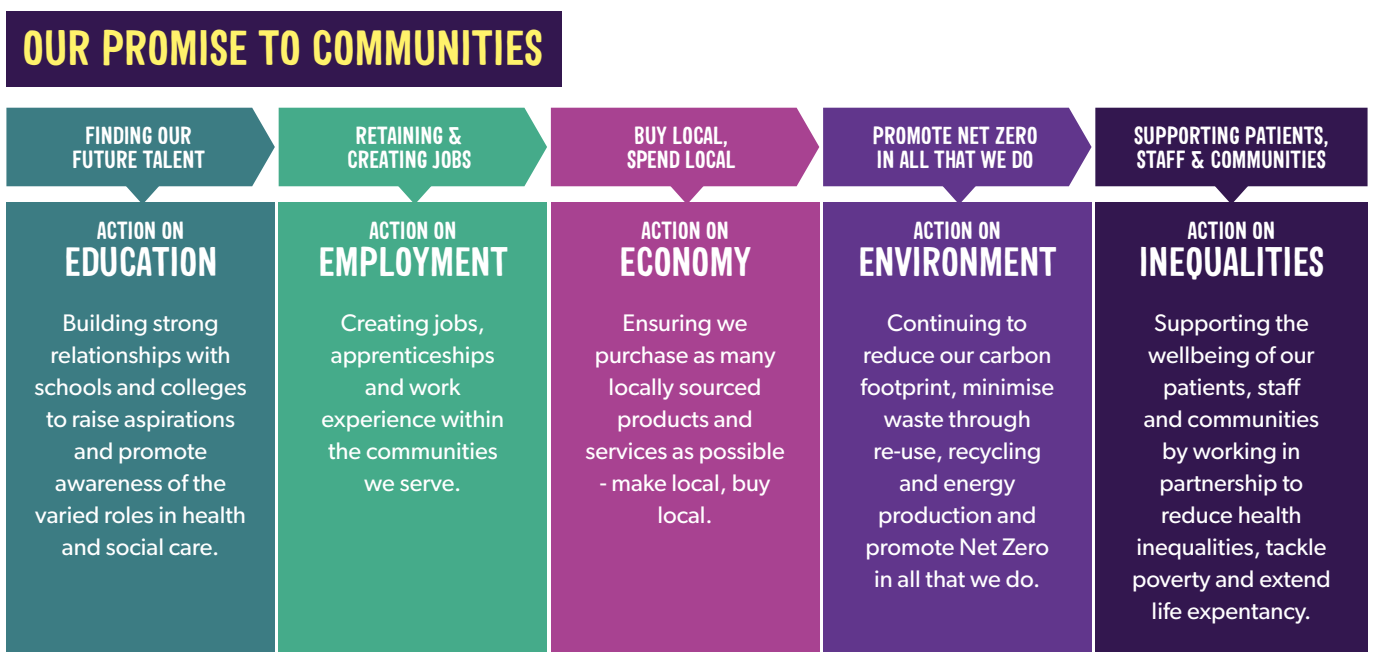 OUR PROMISE TO COMMUNITIES
FINDING OUR
FUTURE TALENT
ACTION ON
EDUCATION
Building strong
relationships with
schools and colleges
to raise aspirations
and promote
awareness of the
varied roles in health
and social care.
RETAINING &
CREATING JOBS
ACTION ON
EMPLOYMENT
Creating jobs,
apprenticeships
and work
experience within
the communities
we serve.
BUY LOCAL,
SPEND LOCAL
ACTION ON
ECONOMY
Ensuring we
purchase as many
locally sourced
products and
services as possible
- make local, buy
local.
PROMOTE NET ZERO
IN ALL THAT WE DO
ACTION ON
ENVIRONMENT
Continuing to
reduce our carbon
footprint, minimise
waste through
re-use, recycling
and energy
production and
promote Net Zero
in all that we do.
SUPPORTING PATIENTS,
STAFF & COMMUNITIES
ACTION ON
INEQUALITIES
Supporting the
wellbeing of our
patients, staff
and communities
by working in
partnership to
reduce health
inequalities, tackle
poverty and extend
life expentancy.